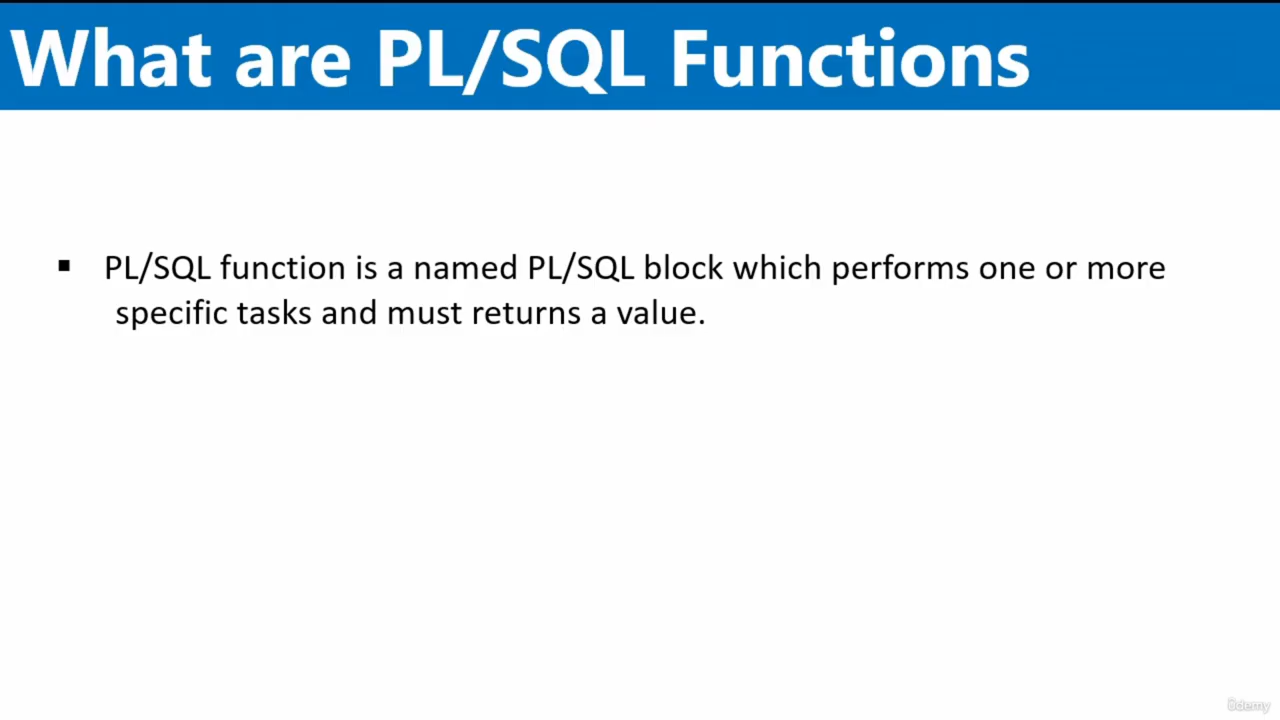 What are PL/SQL Functions
▪ PL/SQL function is a named PL/SQL block which performs one or more
specific tasks and must returns a value.
ûdemy